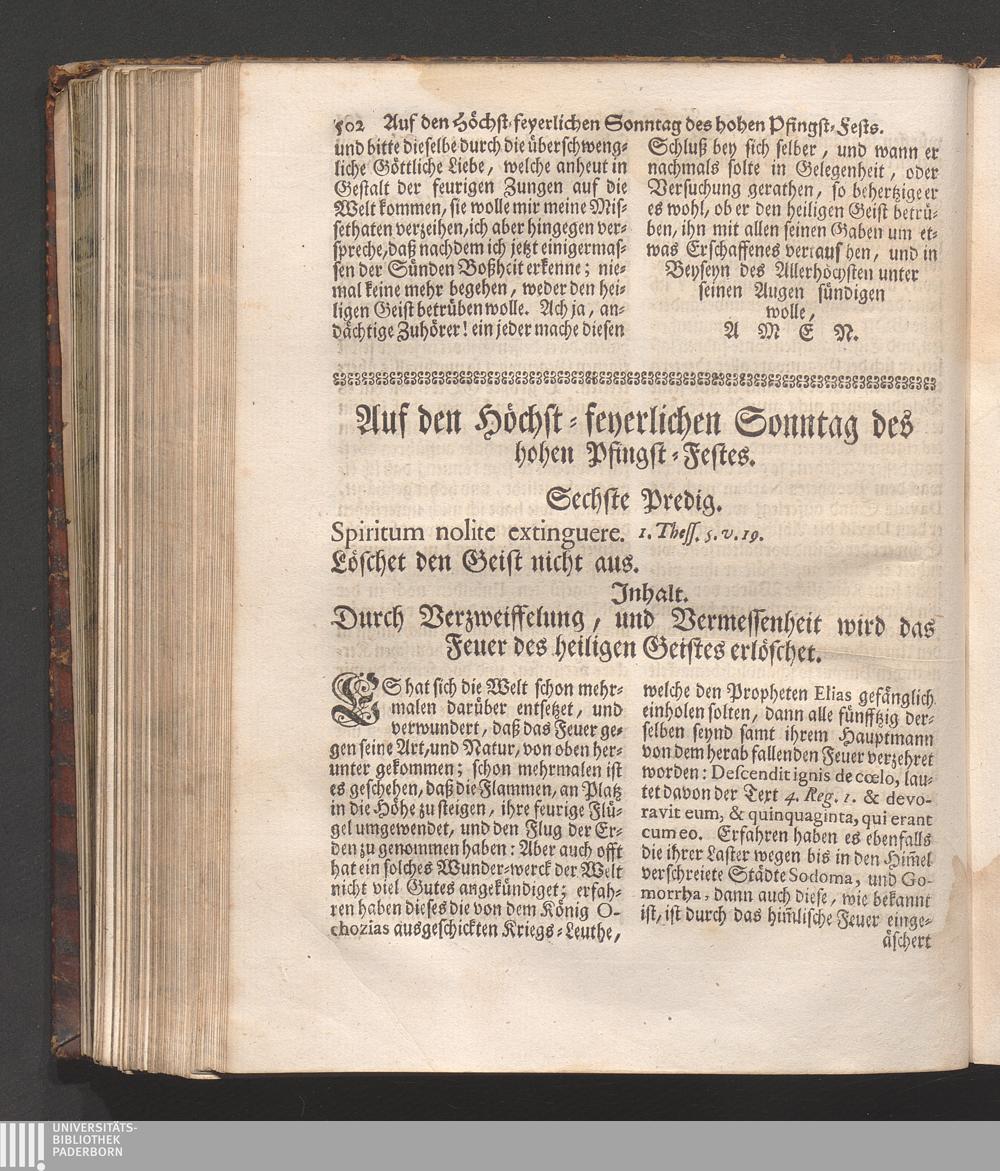 502 Auf den Höchst-feyerlichen Sonntag des hohen Pfingst-Fests.
und bitte dieselbe durch die überschweng-
liche Göttliche Liebe, welche anheut in
Gestalt der feurigen Zungen auf die
Welt kommen, sie wolle mir meine Mis-
sethaten verzeihen, ich aber hingegen ver-
spreche, daß nachdem ich jetzt einigermas-
sen der Sünden Boßheit erkenne; nie-
mal keine mehr begehen, weder den hei-
ligen Geist betrüben wolle. Ach ja, an-
dächtige Zuhörer! ein jeder mache diesen
Schluß bey sich selber, und wann er
nachmals solte in Gelegenheit, oder
Versuchung gerathen, so behertzige er
es wohl, ob er den heiligen Geist betrü-
ben, ihn mit allen seinen Gaben um et-
was Erschaffenes vertauschen, und in
Beyseyn des Allerhöchsten unter
seinen Augen sündigen
wolle,
A M E N.
Auf den Höchst-feyerlichen Sonntag des
hohen Pfingst-Festes.
Sechste Predig.
Spiritum nolite extinguere. 1. Thess. 5. v. 19.
Löschet den Geist nicht aus.
Inhalt.
Durch Verzweiffelung, und Vermessenheit wird das
Feuer des heiligen Geistes erlöschet.
ES hat sich die Welt schon mehr-
malen darüber entsetzet, und
verwundert, daß das Feuer ge-
gen seine Art, und Natur, von oben her-
unter gekommen; schon mehrmalen ist
es geschehen, daß die Flammen, an Platz
in die Höhe zu steigen, ihre feurige Flü-
gel umgewendet, und den Flug der Er-
den zu genommen haben: Aber auch offt
hat ein solches Wunder-werck der Welt
nicht viel Gutes angekündiget; erfah-
ren haben dieses die von dem König O-
chozias ausgeschickten Kriegs-Leuthe,
welche den Propheten Elias gefänglich
einholen solten, dann alle fünfftzig der-
selben seynd samt ihrem Hauptmann
von dem herab fallenden Feuer verzehret
worden: Descendit ignis de cœlo, lau-
tet davon der Text 4. Reg. 1. & devo-
ravit eum, & quinquaginta, qui erant
cum eo. Erfahren haben es ebenfalls
die ihrer Laster wegen bis in den Him̄el
verschreiete Städte Sodoma, und Go-
morrha, dann auch diese, wie bekannt
ist, ist durch das him̄lische Feuer einge-
äschert
UNIVERSITÄTS-
BIBLIOTHEK
PADERBORN